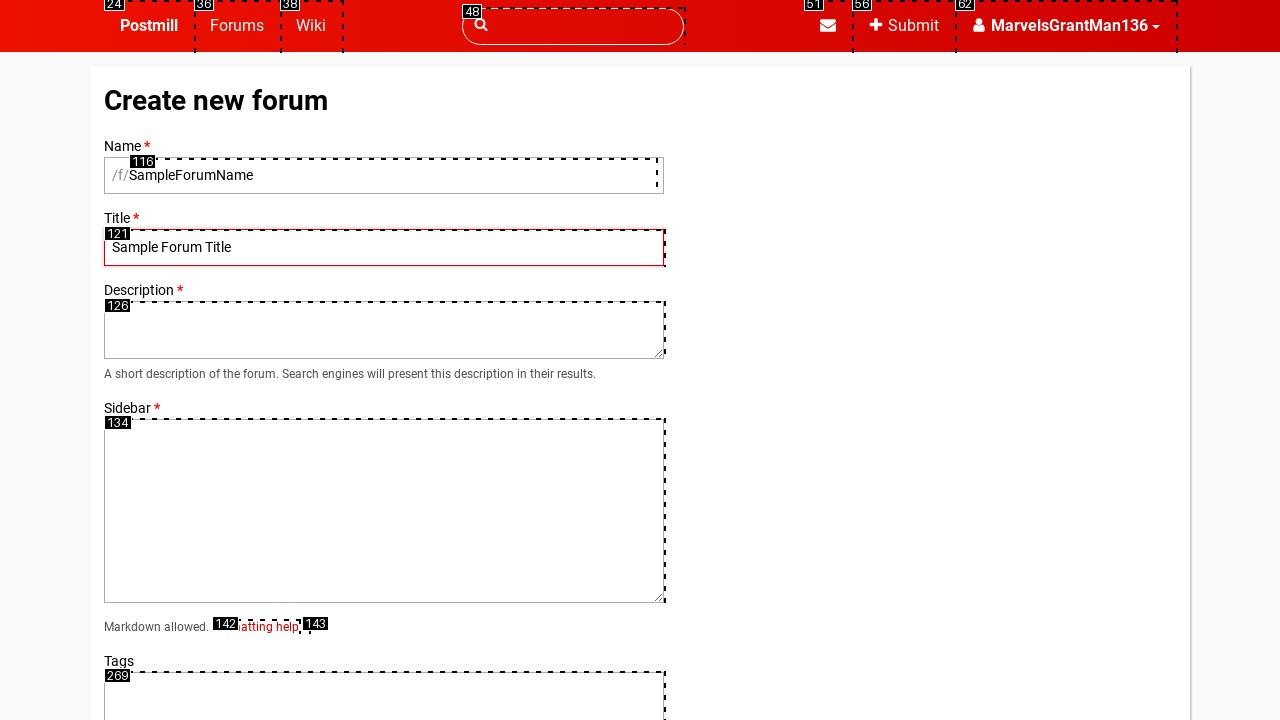 24
36
38
48
51
56
62
Postmill
Forums
Wiki
Submit
MarvelsGrantMan136
Create new forum
Name *
116
/f/SampleForumName
Title *
121
Sample Forum Title
Description *
126
A short description of the forum. Search engines will present this description in their results.
Sidebar *
134
Markdown allowed. 142 atting help 143
Tags
269